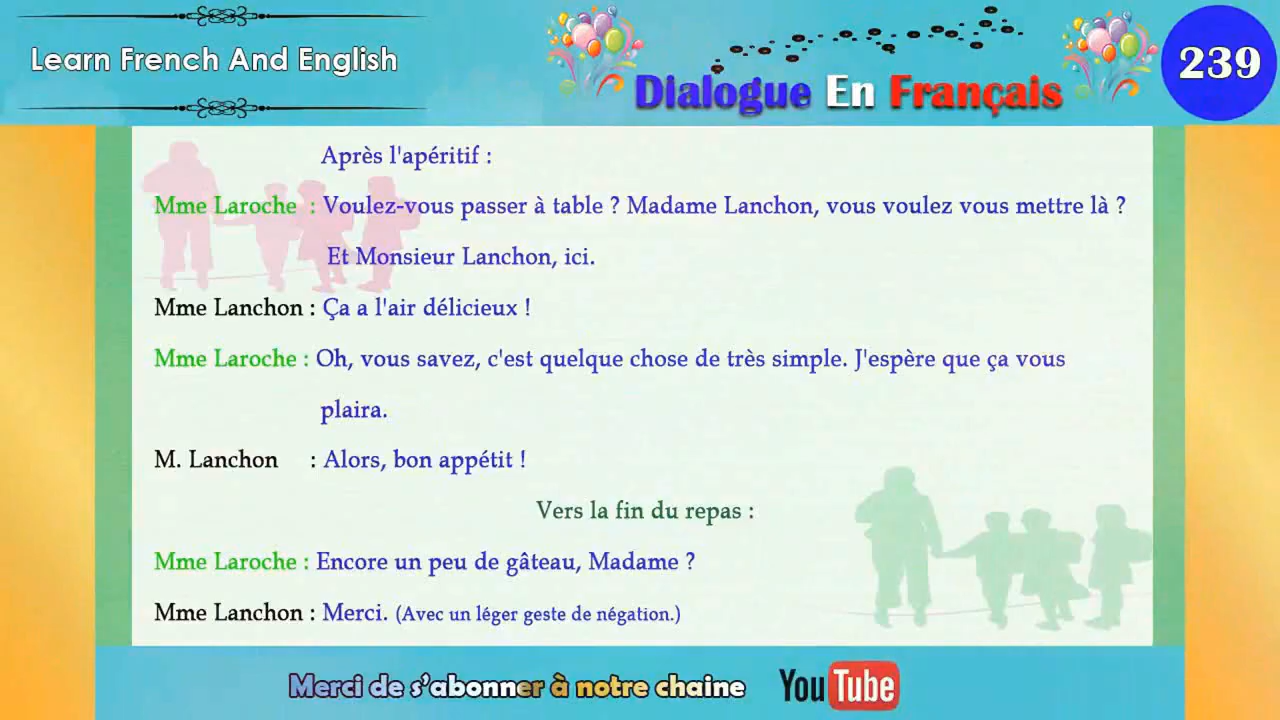 Learn French And English
Dialogue En Français
239
Après l'apéritif :
Mme Laroche : Voulez-vous passer à table ? Madame Lanchon, vous voulez vous mettre là ?
Et Monsieur Lanchon, ici.
Mme Lanchon : Ça a l'air délicieux !
Mme Laroche : Oh, vous savez, c'est quelque chose de très simple. J'espère que ça vous
plaira.
M. Lanchon : Alors, bon appétit !
Vers la fin du repas :
Mme Laroche : Encore un peu de gâteau, Madame ?
Mme Lanchon : Merci. (Avec un léger geste de négation.)
Merci de s'abonner à notre chaine YouTube